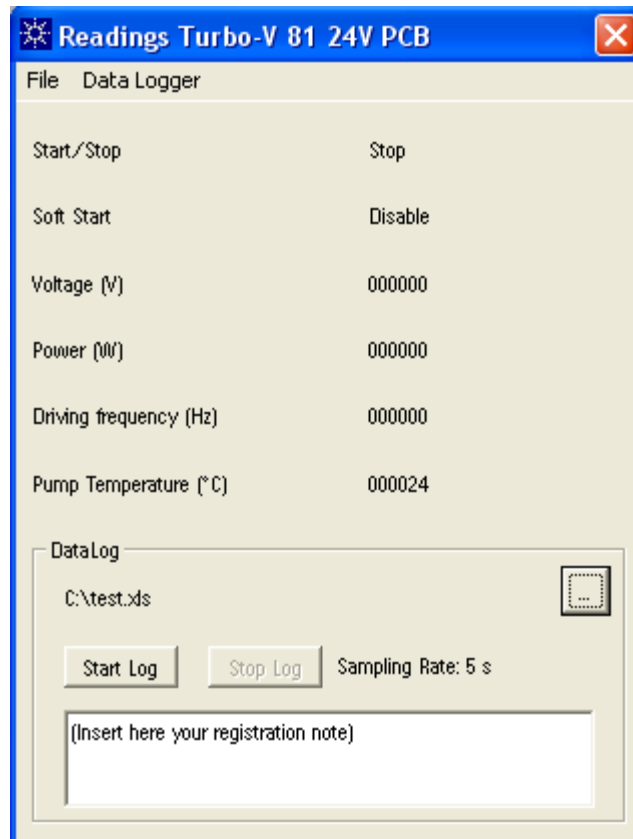 Readings Turbo-V 81 24V PCB
File Data Logger
Start/Stop Stop
Soft Start Disable
Voltage (V) 000000
Power (W) 000000
Driving frequency (Hz) 000000
Pump Temperature (°C) 000024
DataLog
C:\test.xls
...
Start Log Stop Log Sampling Rate: 5 s
(Insert here your registration note)